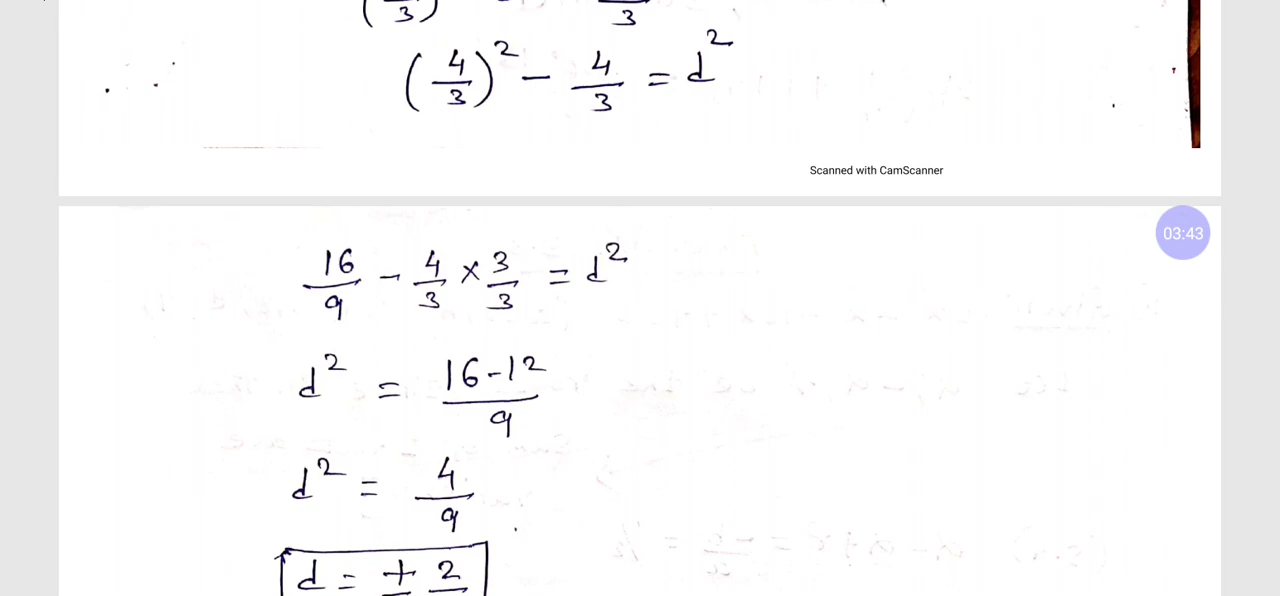 (4/3)² - 4/3 = d²
Scanned with CamScanner
03:43
16/9 - 4/3 × 3/3 = d²
d² = 16-12/9
d² = 4/9
d = ± 2